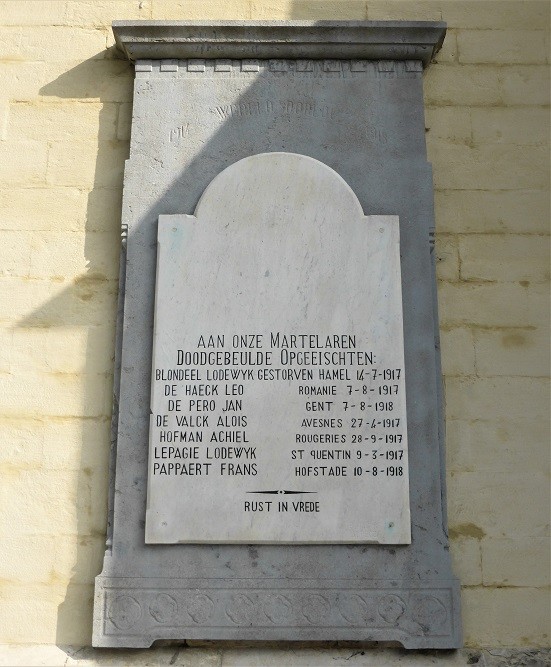 AAN ONZE MARTELAREN
DOODGEBEULDE OPGEEISCHTEN:
BLONDEEL LODEWYK GESTORVEN HAMEL 14-7-1917
DE HAECK LEO ROMANIE 7-8-1917
DE PERO JAN GENT 7-8-1918
DE VALCK ALOIS AVESNES 27-4-1917
HOFMAN ACHIEL ROUGERIES 28-9-1917
LEPAGIE LODEWYK ST QUENTIN 9-3-1917
PAPPAERT FRANS HOFSTADE 10-8-1918
RUST IN VREDE